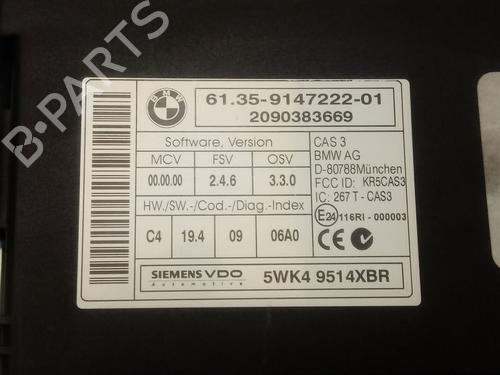 B-PARTS
BMW
61.35-9147222-01
2090383669
Software, Version
MCV FSV OSV
00.00.00 2.4.6 3.3.0
HW./SW.-/Cod.-/Diag.-Index
C4 19.4 09 06A0
CAS 3
BMW AG
D-80788München
FCC ID: KR5CAS3
IC: 267 T - CAS3
E24 116RI - 000003
CE
SIEMENS VDO
Automotive
5WK4 9514XBR